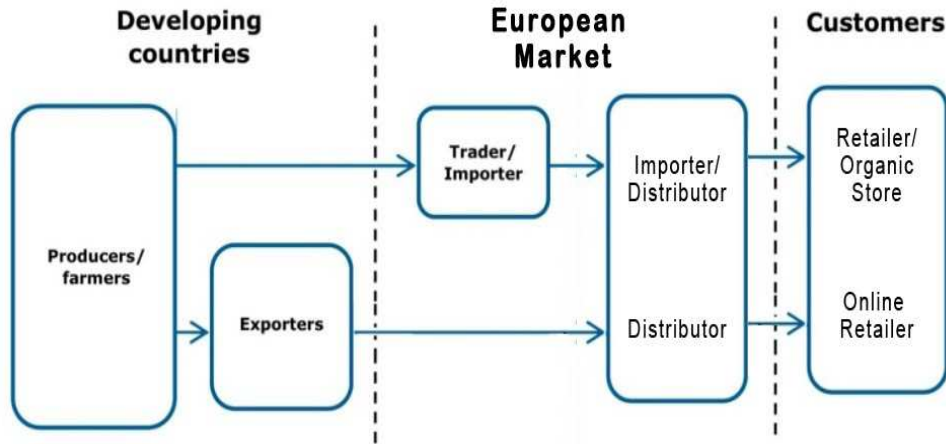 Developing
countries
European
Market
Customers
Producers/
farmers
Exporters
Trader/
Importer
Importer/
Distributor
Distributor
Retailer/
Organic
Store
Online
Retailer